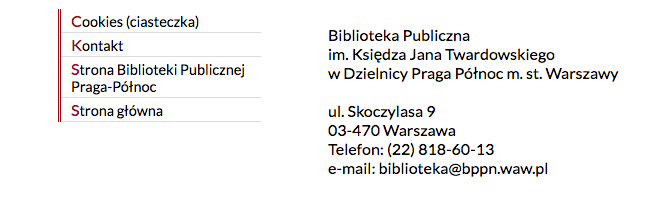 Cookies (ciasteczka)
Kontakt
Strona Biblioteki Publicznej
Praga-Północ
Strona główna
Biblioteka Publiczna
im. Księdza Jana Twardowskiego
w Dzielnicy Praga Północ m. st. Warszawy
ul. Skoczylasa 9
03-470 Warszawa
Telefon: (22) 818-60-13
e-mail: biblioteka@bppn.waw.pl